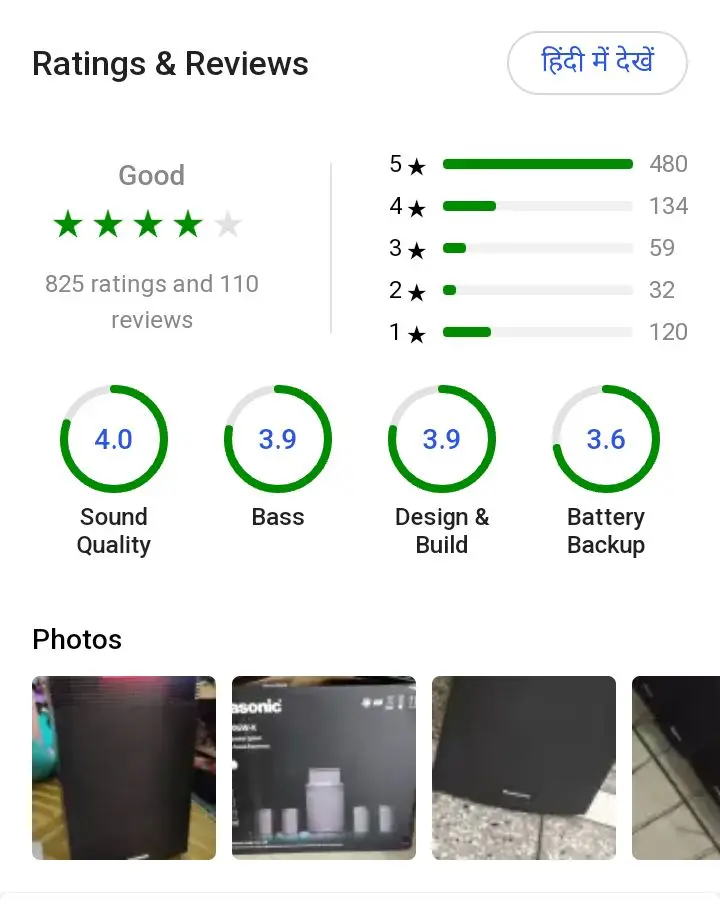 Ratings & Reviews
हिंदी में देखें
Good
825 ratings and 110
reviews
5★ 480
4★ 134
3★ 59
2★ 32
1★ 120
4.0
3.9
3.9
3.6
Sound
Quality
Bass
Design &
Build
Battery
Backup
Photos
asonic